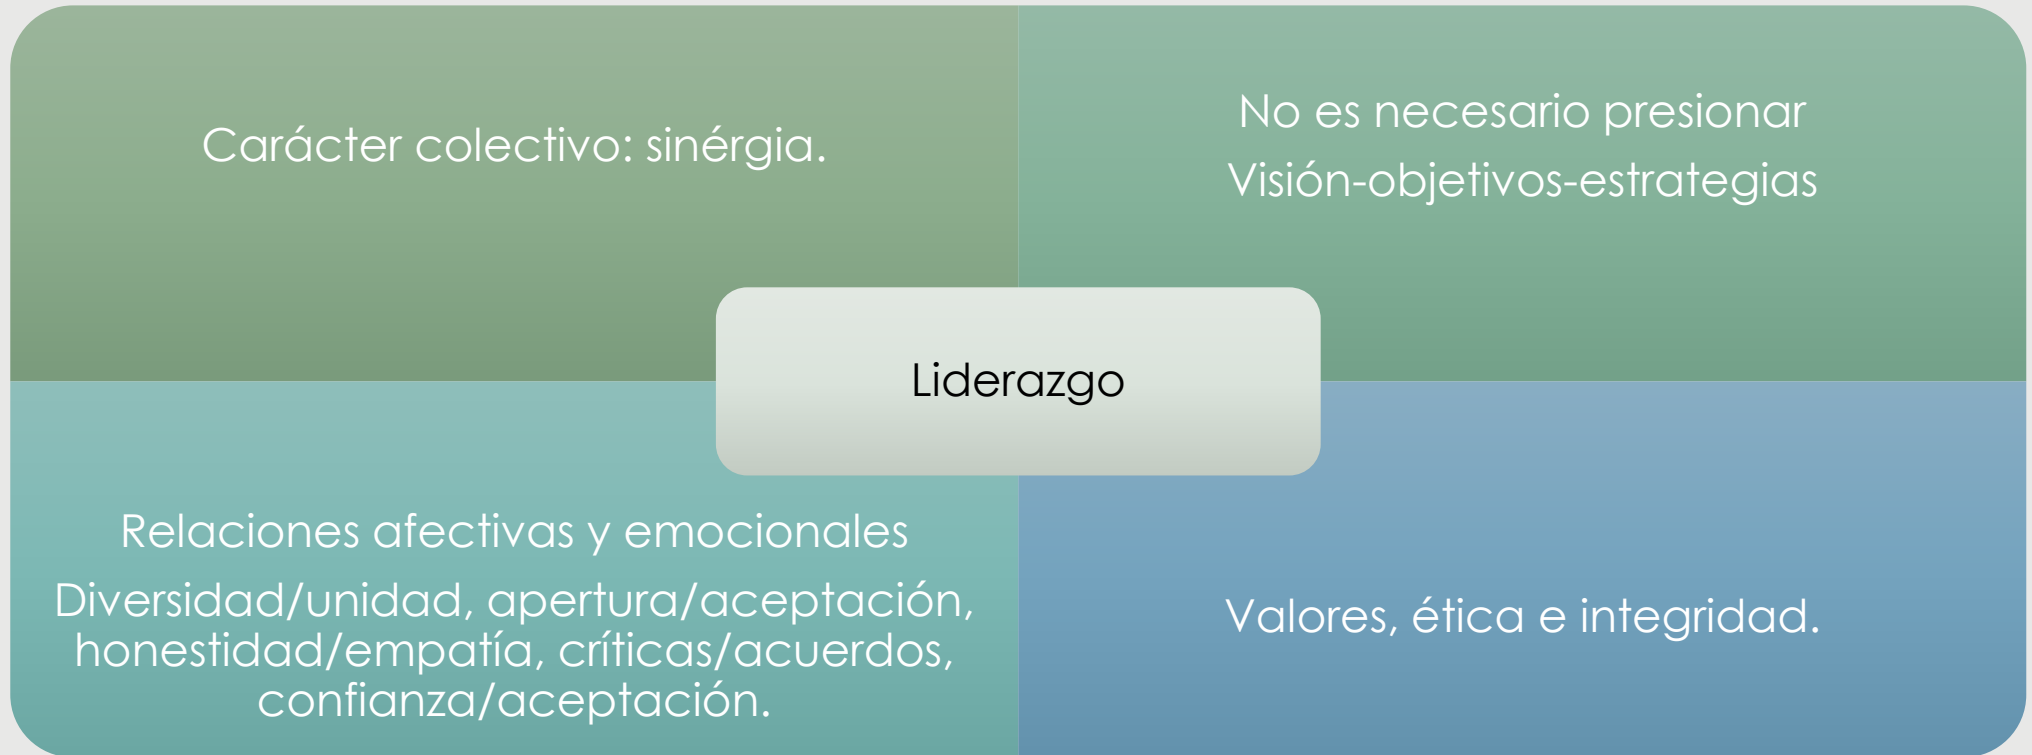 Carácter colectivo: sinérgia.
No es necesario presionar
Visión-objetivos-estrategias
Liderazgo
Relaciones afectivas y emocionales
Diversidad/unidad, apertura/aceptación,
honestidad/empatía, críticas/acuerdos,
confianza/aceptación.
Valores, ética e integridad.